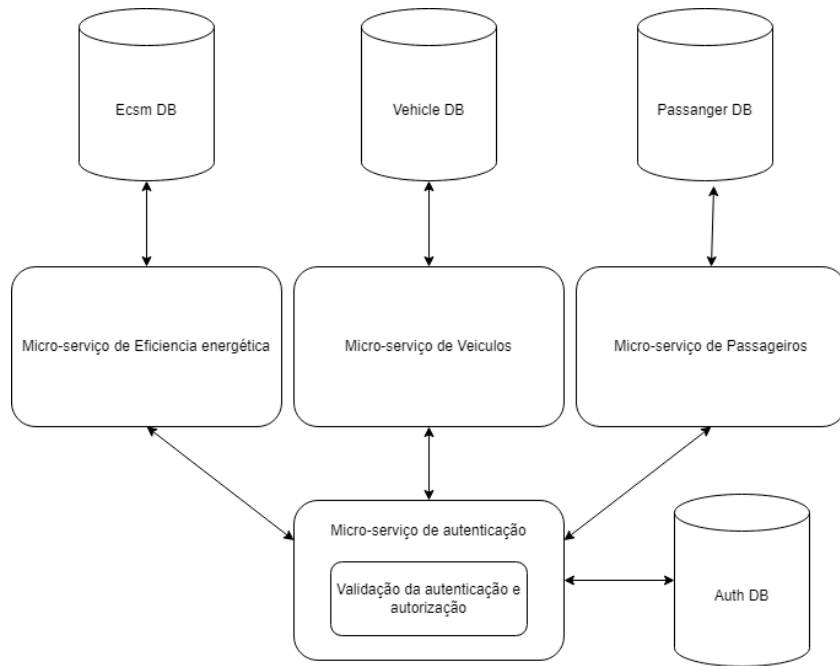 Ecsm DB
Vehicle DB
Passanger DB
Micro-serviço de Eficiencia energética
Micro-serviço de Veiculos
Micro-serviço de Passageiros
Micro-serviço de autenticação
Validação da autenticação e
autorização
Auth DB